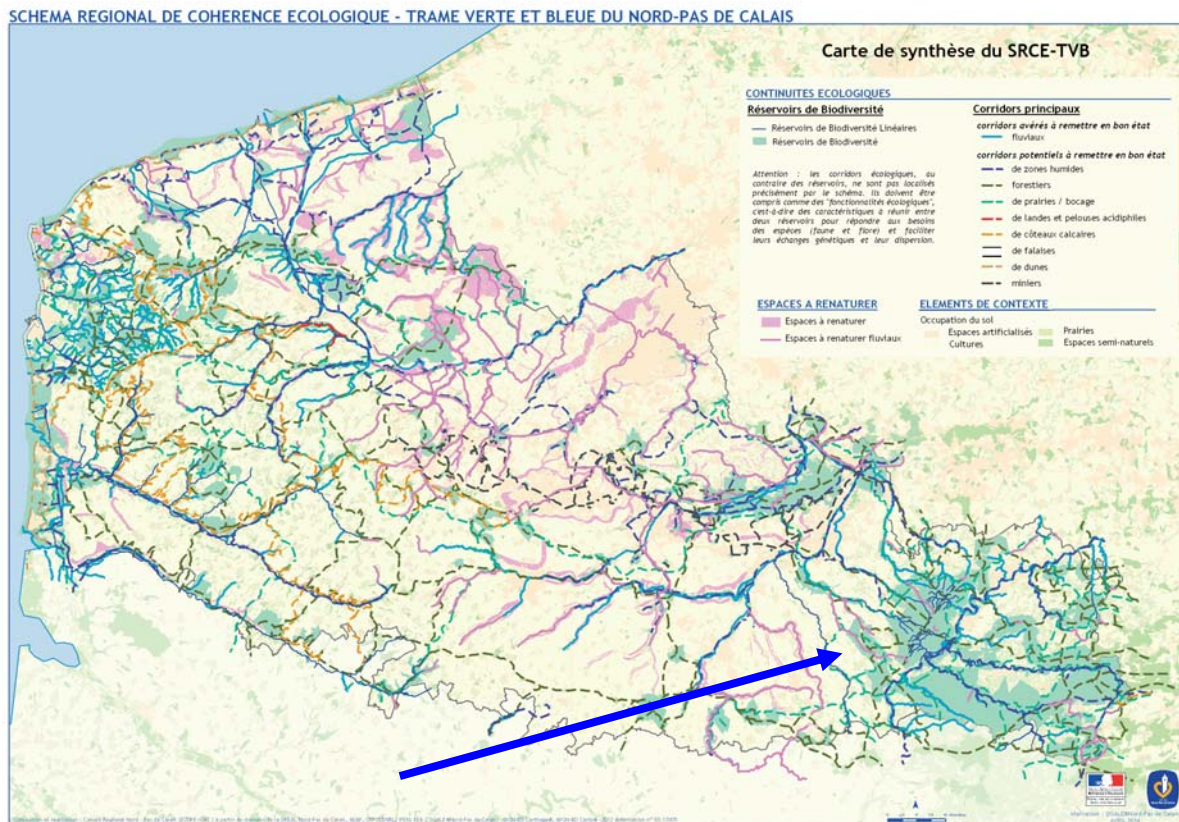 SCHEMA REGIONAL DE COHERENCE ECOLOGIQUE - TRAME VERTE ET BLEUE DU NORD-PAS DE CALAIS
Carte de synthèse du SRCE-TVB
CONTINUITES ECOLOGIQUES
Réservoirs de Biodiversité
Réservoirs de Biodiversité Linéaires
Réservoirs de Biodiversité
Attention : les corridors écologiques, au
contraire des réservoirs, ne sont pas localisés
précisément par le schéma. Ils doivent être
compris comme des "fonctionnalités écologiques",
c'est-à-dire des caractéristiques à réunir entre
deux réservoirs pour répondre aux besoins
des espèces (faune et flore) et faciliter
leurs échanges génétiques et leur dispersion.
Corridors principaux
corridors avérés à remettre en bon état
fluviaux
corridors potentiels à remettre en bon état
de zones humides
forestiers
de prairies / bocage
de landes et pelouses acidiphiles
de côteaux calcaires
de falaises
de dunes
miniers
ESPACES A RENATURER
Espaces à renaturer
Espaces à renaturer fluviaux
ELEMENTS DE CONTEXTE
Occupation du sol
Espaces artificialisés
Cultures
Prairies
Espaces semi-naturels